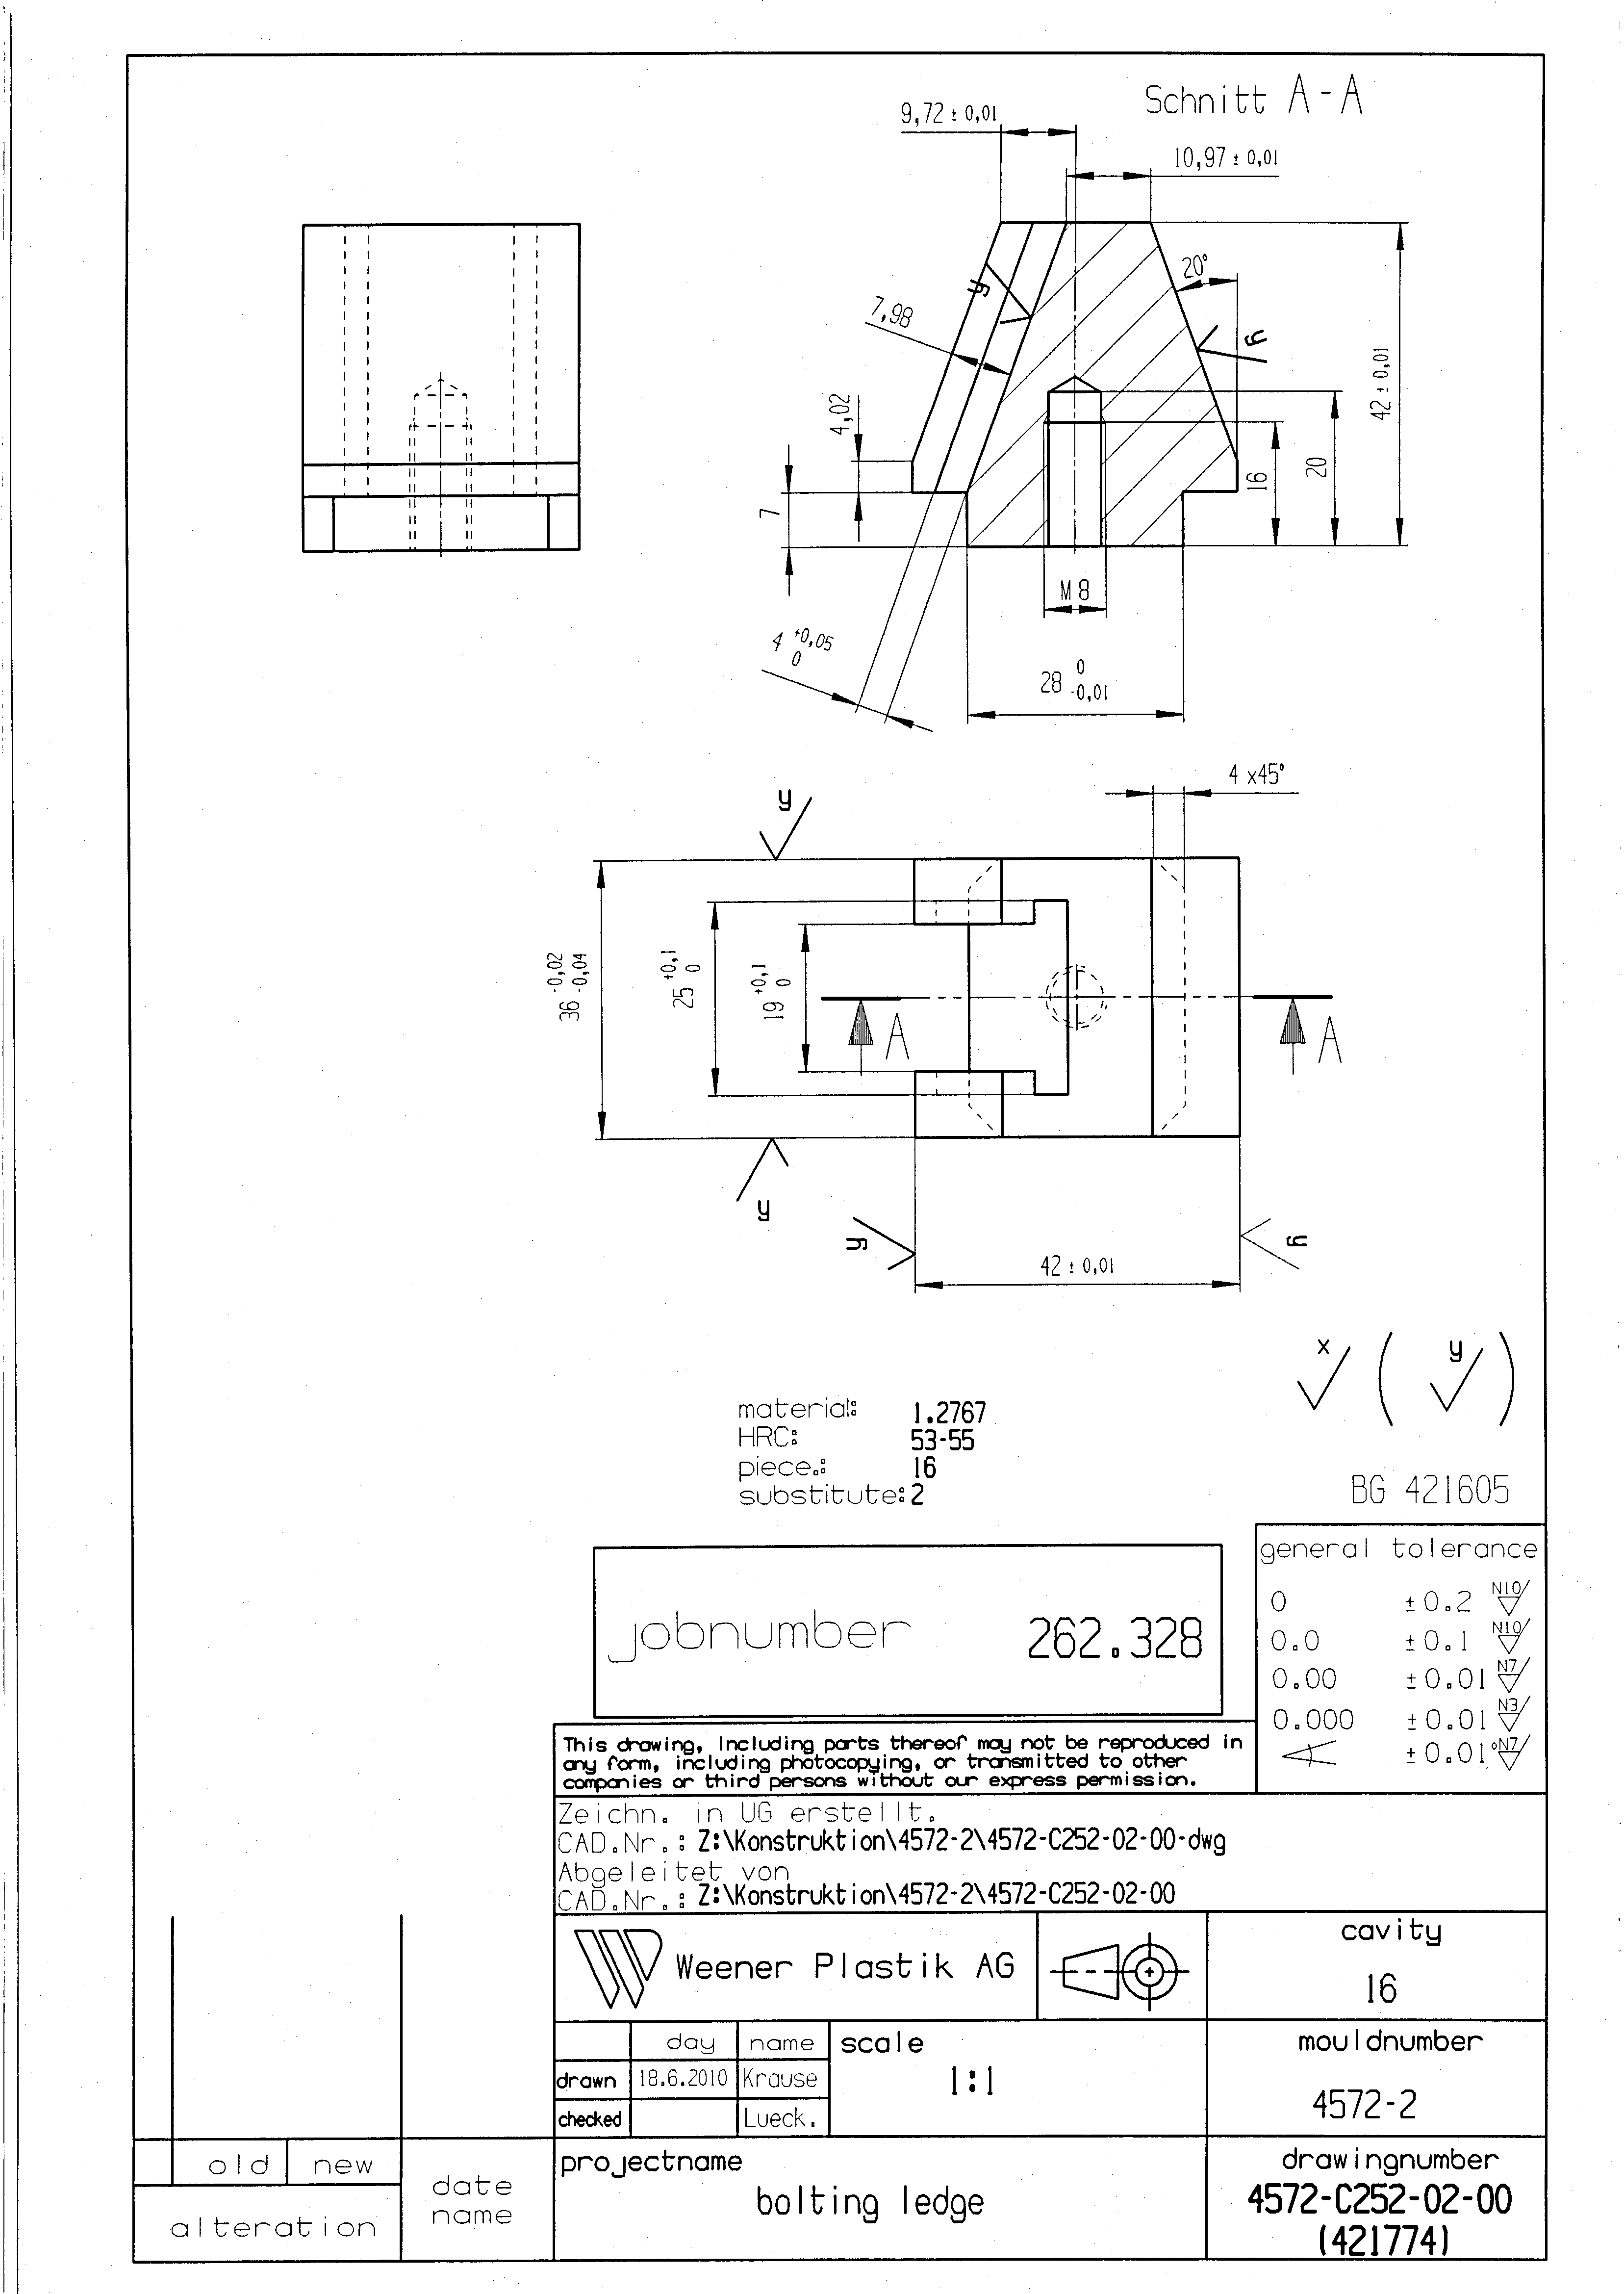 Schnitt A-A
9,72 ± 0,01
10,97 ± 0,01
20°
y
y
7,98
4,02
7
42 ± 0,01
20
16
M8
4 +0,05 0
28 0 -0,01
4 x45°
y
36 -0,02 -0,04
25 +0,1 0
19 +0,1 0
A
A
y
y
y
42 ± 0,01
x ( y )
material: 1.2767
HRC: 53-55
piece.: 16
substitute: 2
BG 421605
general tolerance
0 ±0.2 N10
0.0 ±0.1 N10
0.00 ±0.01 N7
0.000 ±0.01 N3
±0.01° N7
jobnumber 262.328
This drawing, including parts thereof may not be reproduced in
any form, including photocopying, or transmitted to other
companies or third persons without our express permission.
Zeichn. in UG erstellt.
CAD.Nr.: Z:\Konstruktion\4572-2\4572-C252-02-00-dwg
Abgeleitet von
CAD.Nr.: Z:\Konstruktion\4572-2\4572-C252-02-00
Weener Plastik AG
cavity
16
day name
drawn 18.6.2010 Krause
checked Lueck.
scale
1:1
mouldnumber
4572-2
old new
alteration
date
name
projectname
bolting ledge
drawingnumber
4572-C252-02-00
(421774)